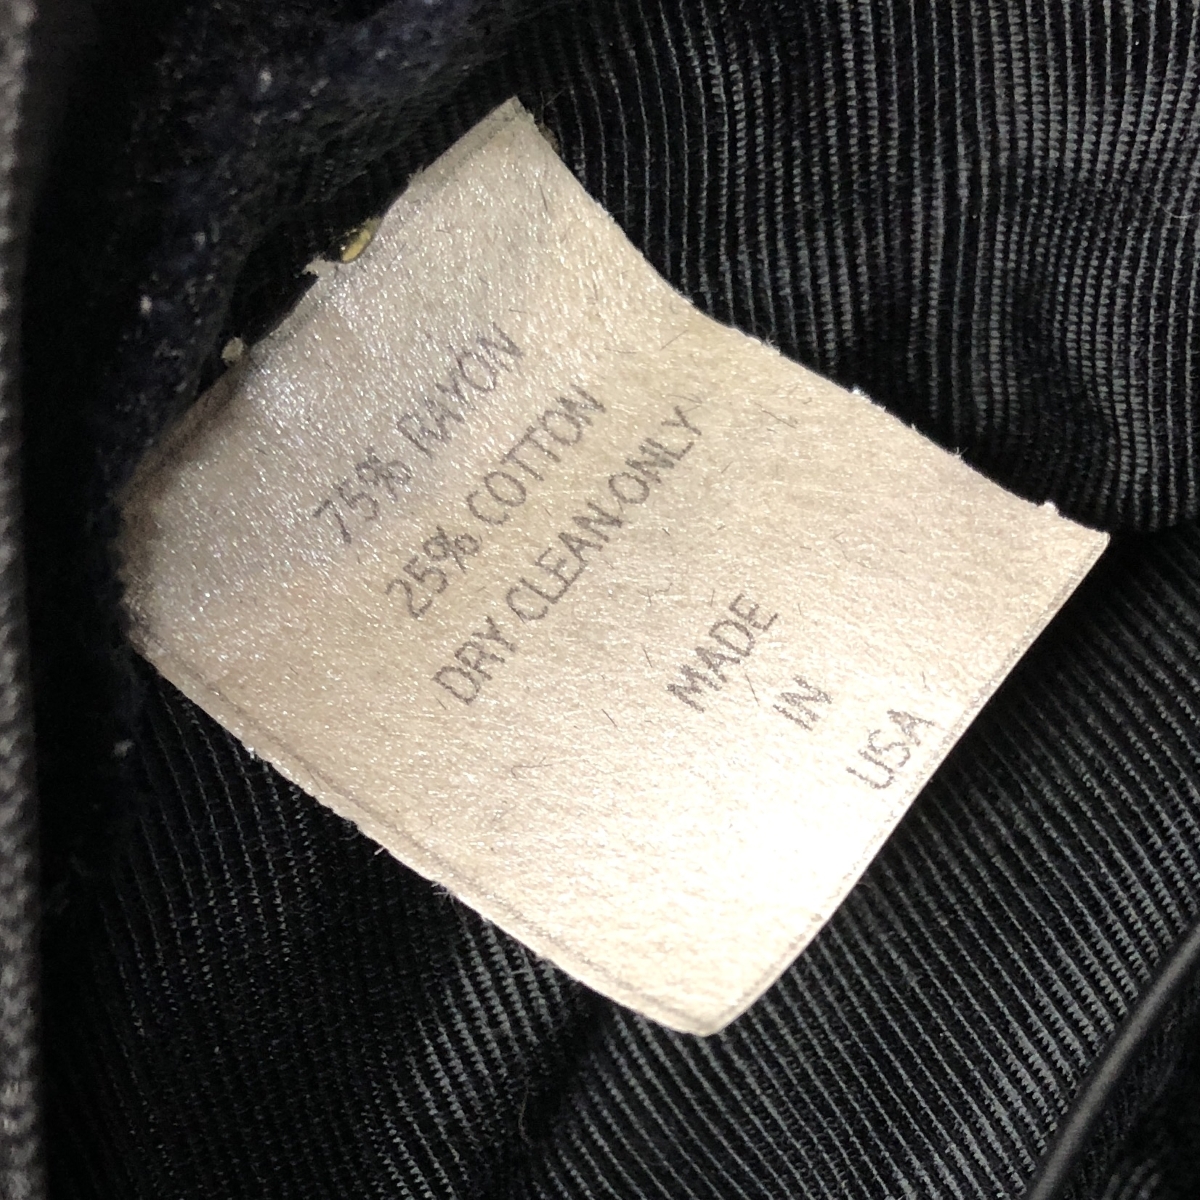 75% RAYON
25% COTTON
DRY CLEAN ONLY
MADE
IN
USA